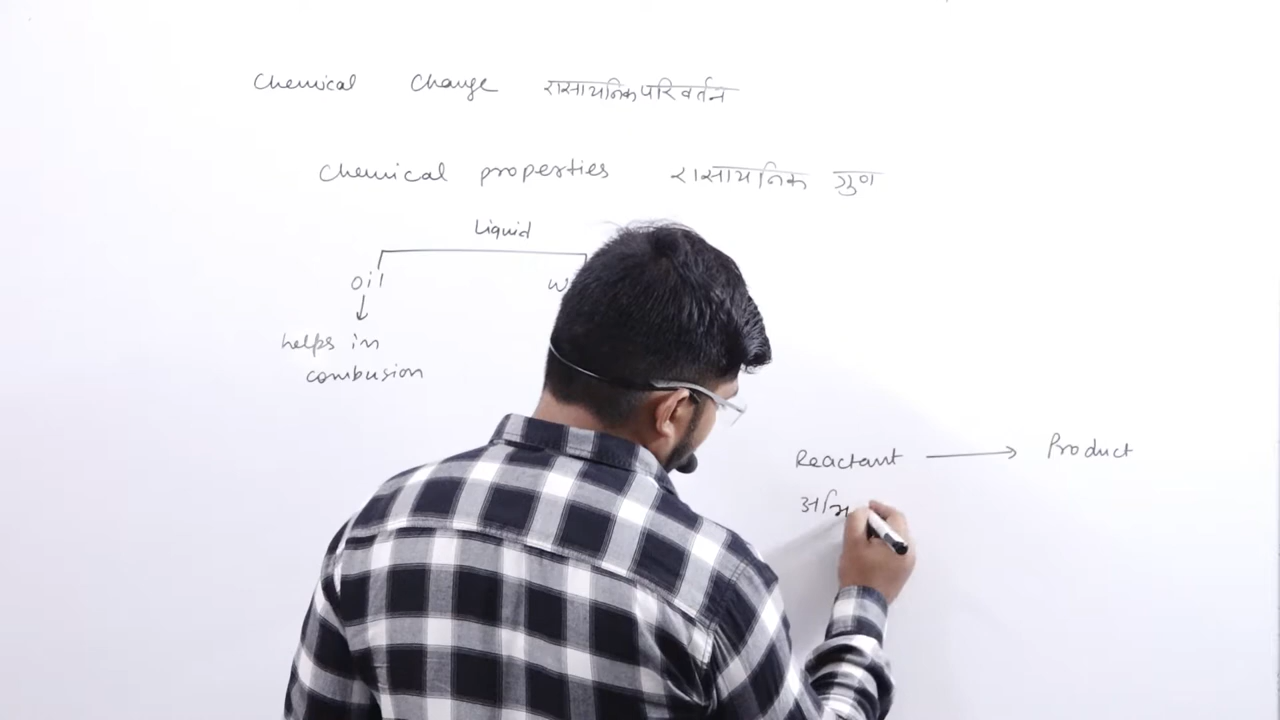 Chemical Change रासायनिक परिवर्तन
Chemical properties रासायनिक गुण
Liquid
Oil
helps in
combusion
Reactant → Product
अभि